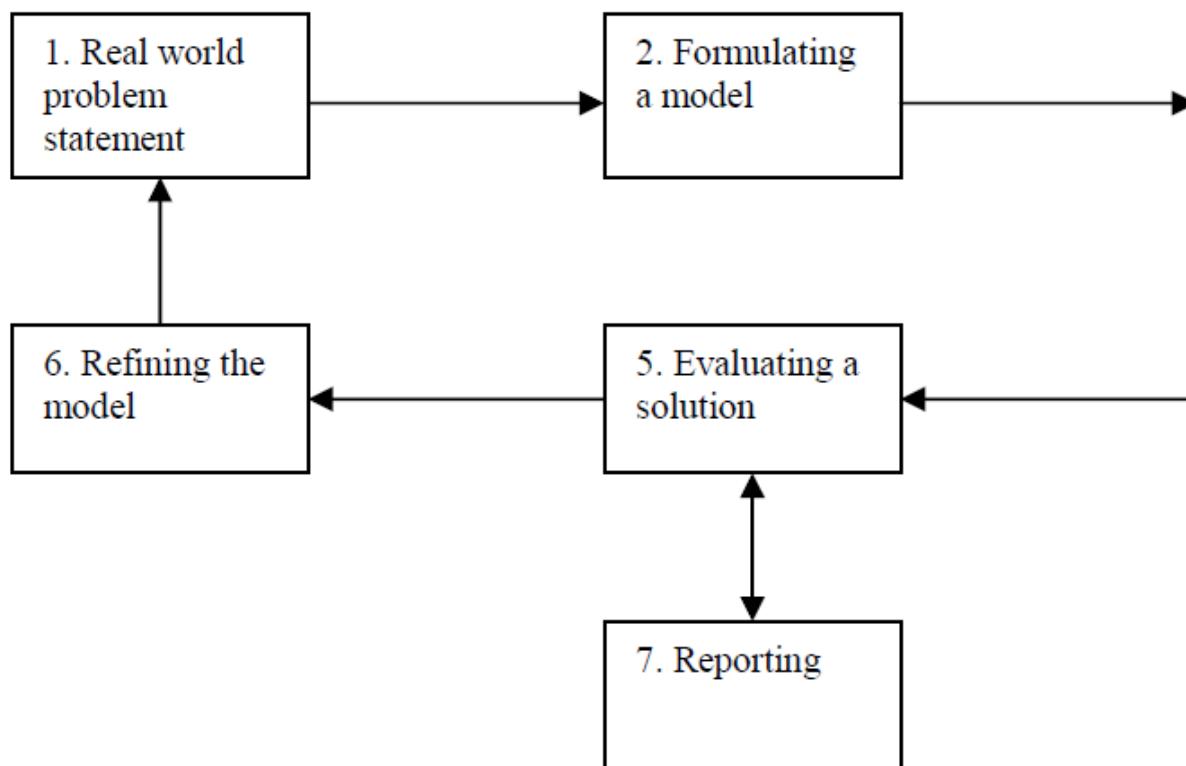 1. Real world
problem
statement
2. Formulating
a model
6. Refining the
model
5. Evaluating a
solution
7. Reporting